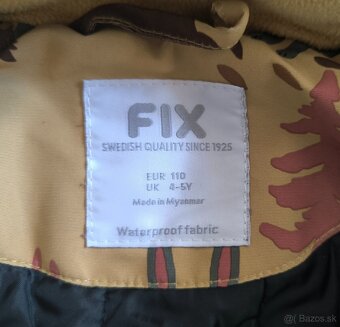 FIX
SWEDISH QUALITY SINCE 1925
EUR 110
UK 4-5Y
Made in Myanmar
Waterproof fabric
Bazos.sk